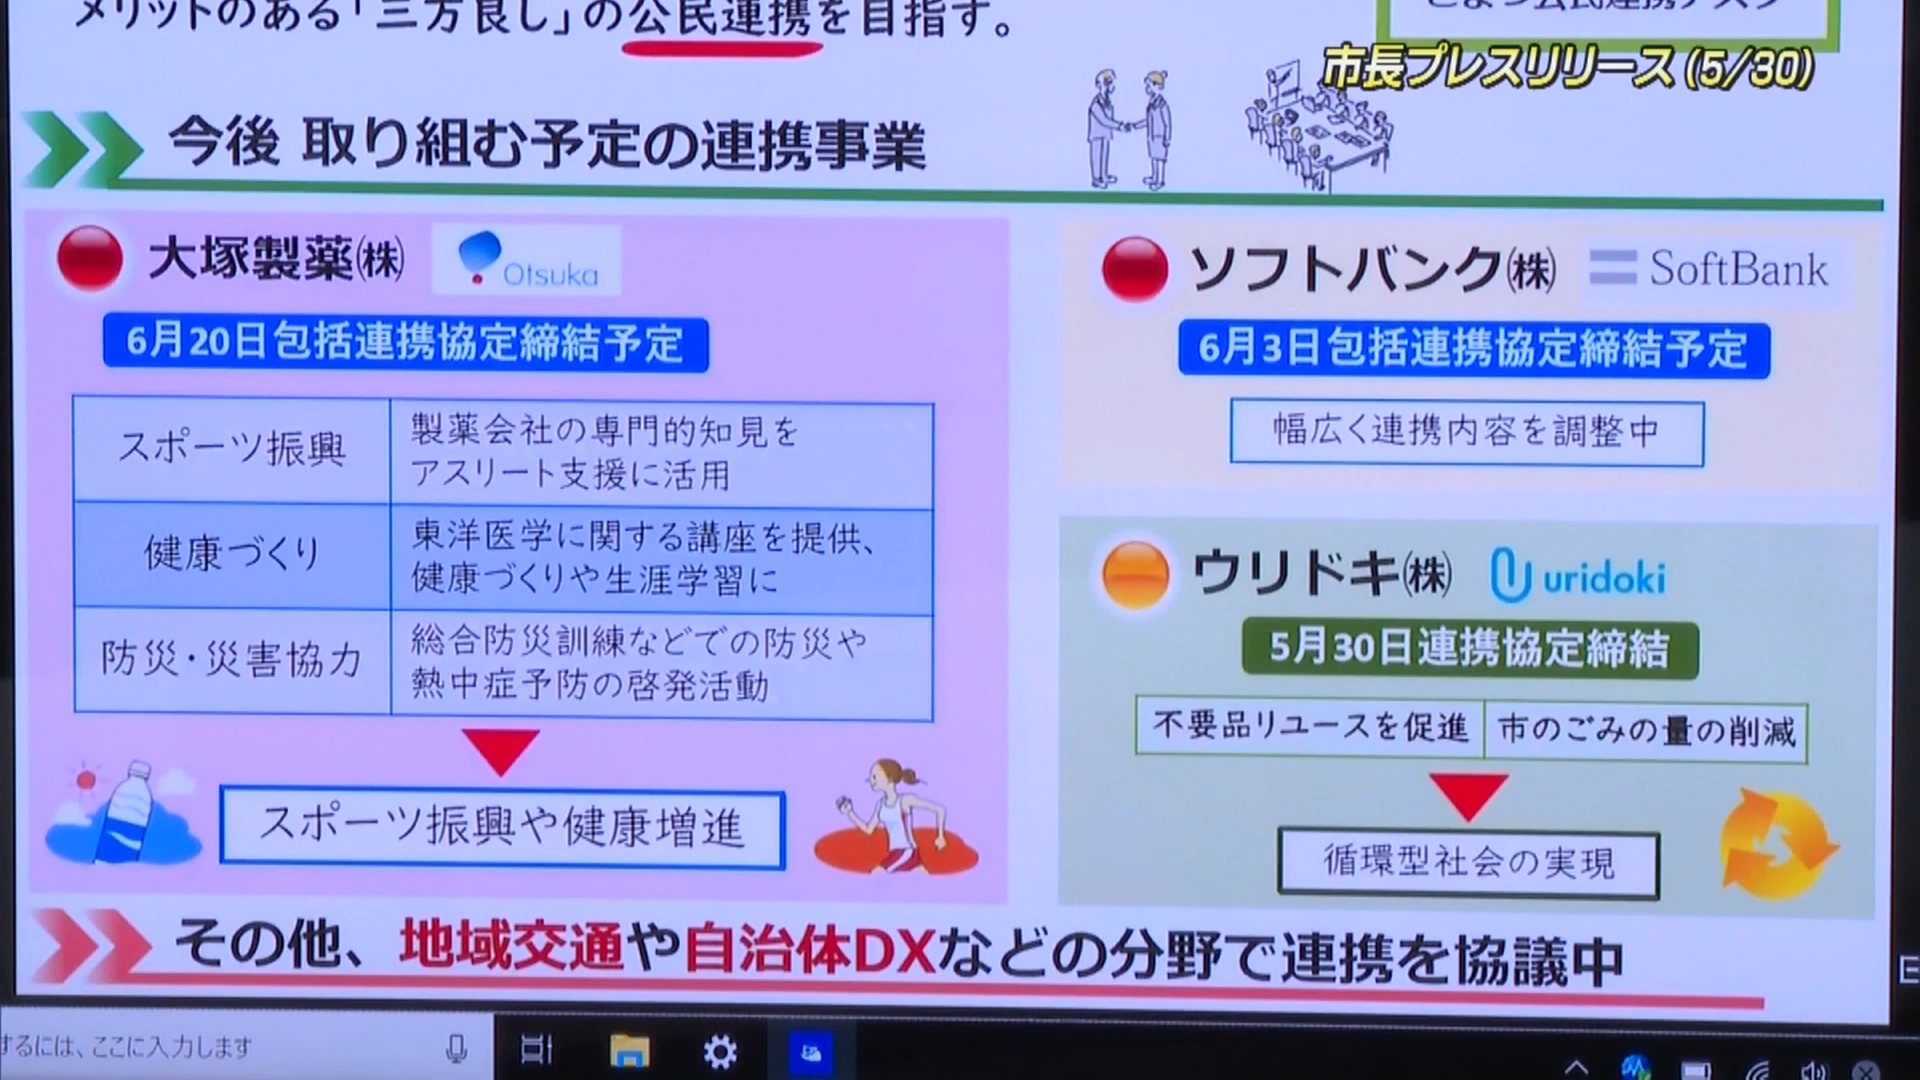 メリットのある「三方良し」の公民連携を目指す。
市長プレスリリース(5/30)
今後 取り組む予定の連携事業
大塚製薬㈱
Otsuka
6月20日包括連携協定締結予定
スポーツ振興
製薬会社の専門的知見を
アスリート支援に活用
健康づくり
東洋医学に関する講座を提供、
健康づくりや生涯学習に
防災・災害協力
総合防災訓練などでの防災や
熱中症予防の啓発活動
スポーツ振興や健康増進
ソフトバンク㈱
SoftBank
6月3日包括連携協定締結予定
幅広く連携内容を調整中
ウリドキ㈱
uridoki
5月30日連携協定締結
不要品リユースを促進
市のごみの量の削減
循環型社会の実現
その他、地域交通や自治体DXなどの分野で連携を協議中
するには、ここに入力します